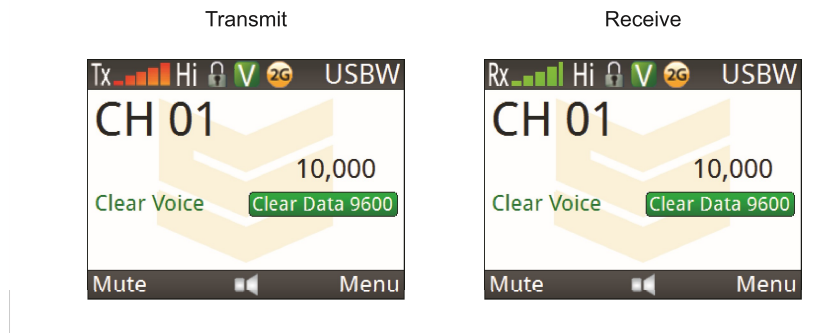 Transmit
Tx Hi V 2G USBW
CH 01
10,000
Clear Voice Clear Data 9600
Mute Menu
Receive
Rx Hi V 2G USBW
CH 01
10,000
Clear Voice Clear Data 9600
Mute Menu